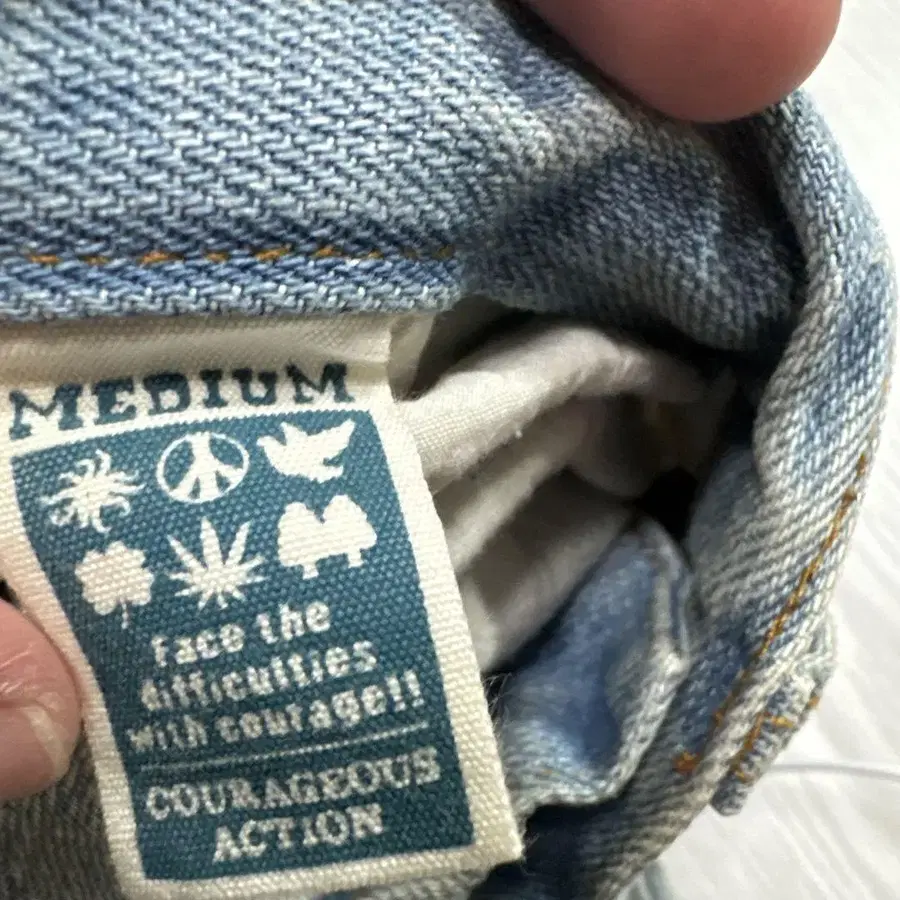 MEDIUM
Face the
difficulties
with courage!!
COURAGEOUS
ACTION